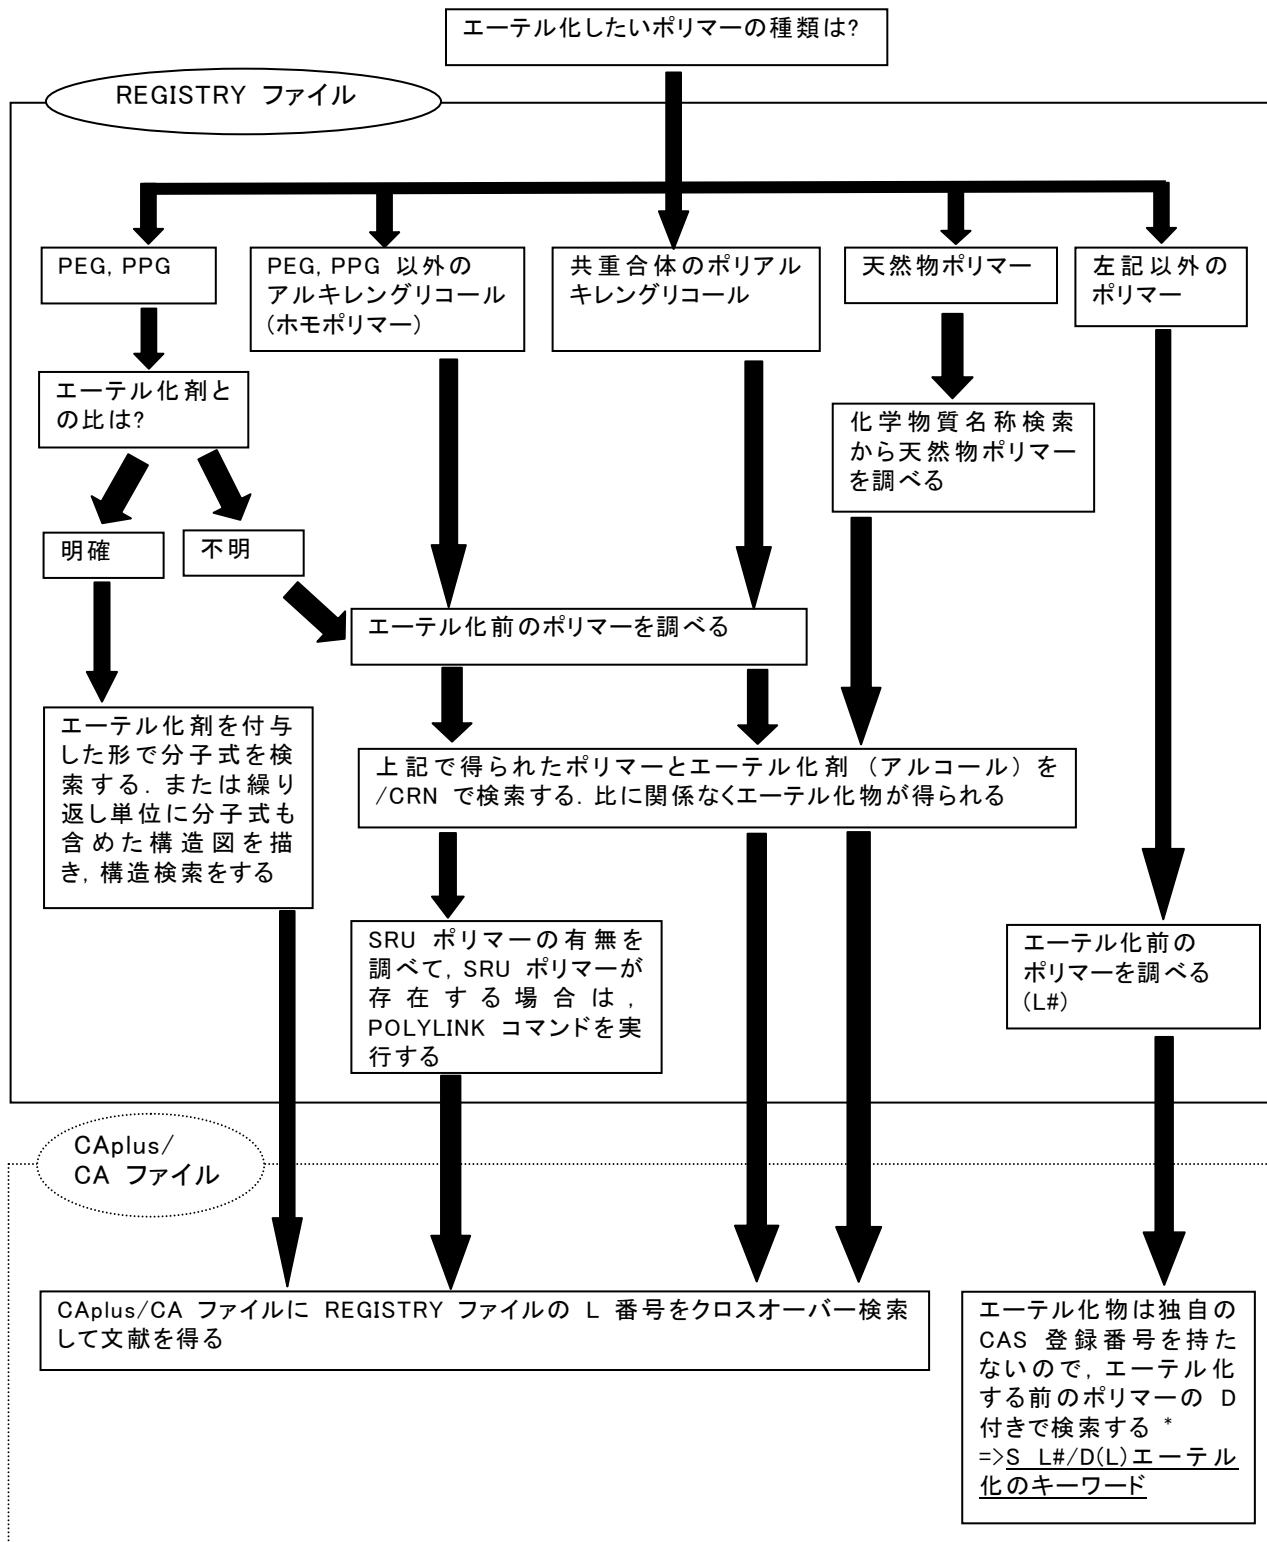 エーテル化したいポリマーの種類は?
REGISTRY ファイル
PEG, PPG
PEG, PPG 以外の
アルキレングリコール
(ホモポリマー)
共重合体のポリアル
キレングリコール
天然物ポリマー
左記以外の
ポリマー
エーテル化剤と
の比は?
化学物質名称検索
から天然物ポリマー
を調べる
明確
不明
エーテル化前のポリマーを調べる
エーテル化剤を付与
した形で分子式を検
索する. または繰り
返し単位に分子式も
含めた構造図を描
き, 構造検索をする
上記で得られたポリマーとエーテル化剤 (アルコール) を
/CRN で検索する. 比に関係なくエーテル化物が得られる
SRU ポリマーの有無を
調べて, SRU ポリマーが
存在する場合は,
POLYLINK コマンドを実
行する
エーテル化前の
ポリマーを調べる
(L#)
CAplus/
CA ファイル
CAplus/CA ファイルに REGISTRY ファイルの L 番号をクロスオーバー検索
して文献を得る
エーテル化物は独自の
CAS 登録番号を持た
ないので, エーテル化
する前のポリマーの D
付きで検索する *
=>S L#/D(L)エーテル
化のキーワード